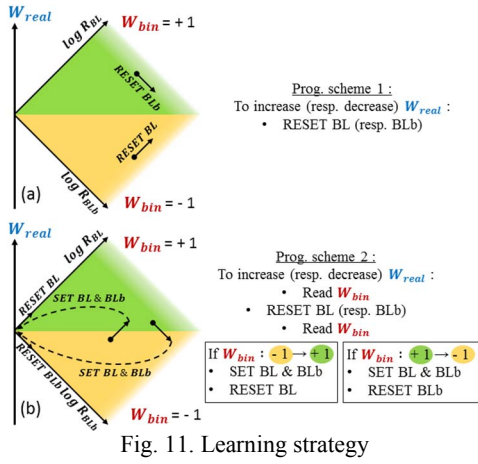 W_real
log R_BL
W_bin = + 1
RESET BLb
RESET BL
log R_BLb
W_bin = - 1
(a)
Prog. scheme 1 :
To increase (resp. decrease) W_real :
• RESET BL (resp. BLb)
W_real
log R_BL
W_bin = + 1
RESET BL
SET BL & BLb
RESET BLb
SET BL & BLb
log R_BLb
W_bin = - 1
(b)
Prog. scheme 2 :
To increase (resp. decrease) W_real :
• Read W_bin
• RESET BL (resp. BLb)
• Read W_bin
If W_bin : - 1 → + 1
• SET BL & BLb
• RESET BL
If W_bin : + 1 → - 1
• SET BL & BLb
• RESET BLb
Fig. 11. Learning strategy